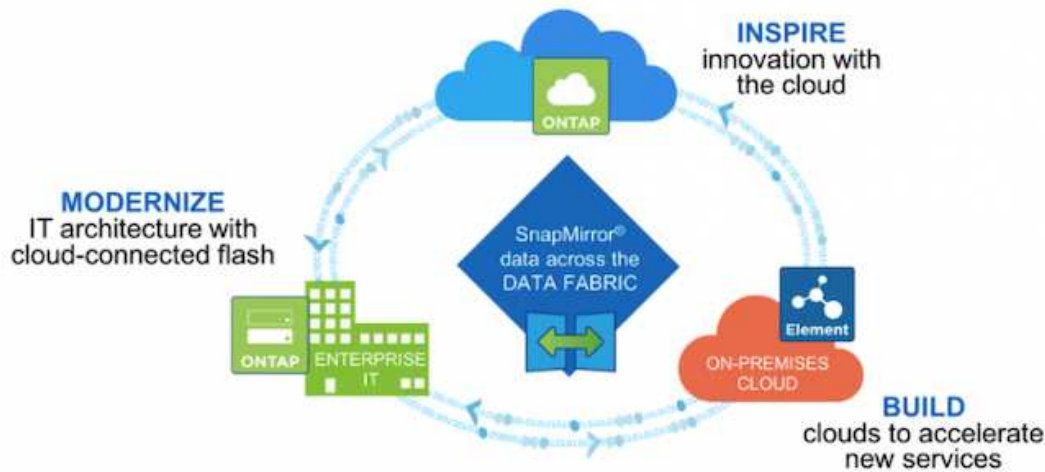 INSPIRE
innovation with
the cloud
ONTAP
MODERNIZE
IT architecture with
cloud-connected flash
SnapMirror®
data across the
DATA FABRIC
Element
ONTAP
ENTERPRISE
IT
ON-PREMISES
CLOUD
BUILD
clouds to accelerate
new services